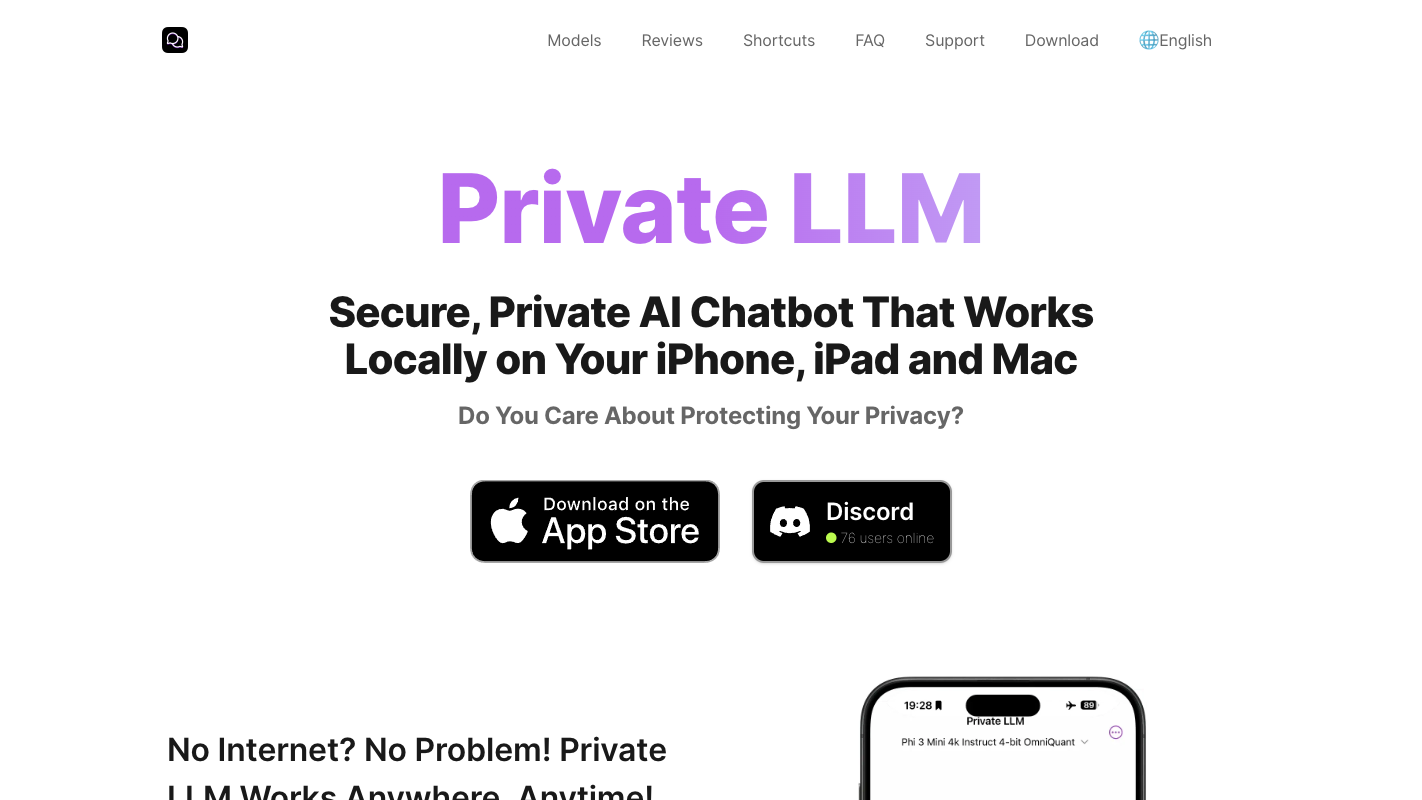 Models Reviews Shortcuts FAQ Support Download English
Private LLM
Secure, Private AI Chatbot That Works
Locally on Your iPhone, iPad and Mac
Do You Care About Protecting Your Privacy?
Download on the
App Store
Discord
76 users online
No Internet? No Problem! Private
LLM Works Anywhere, Anytime!
19:28 89
Private LLM
Phi 3 Mini 4k Instruct 4-bit OmniQuant